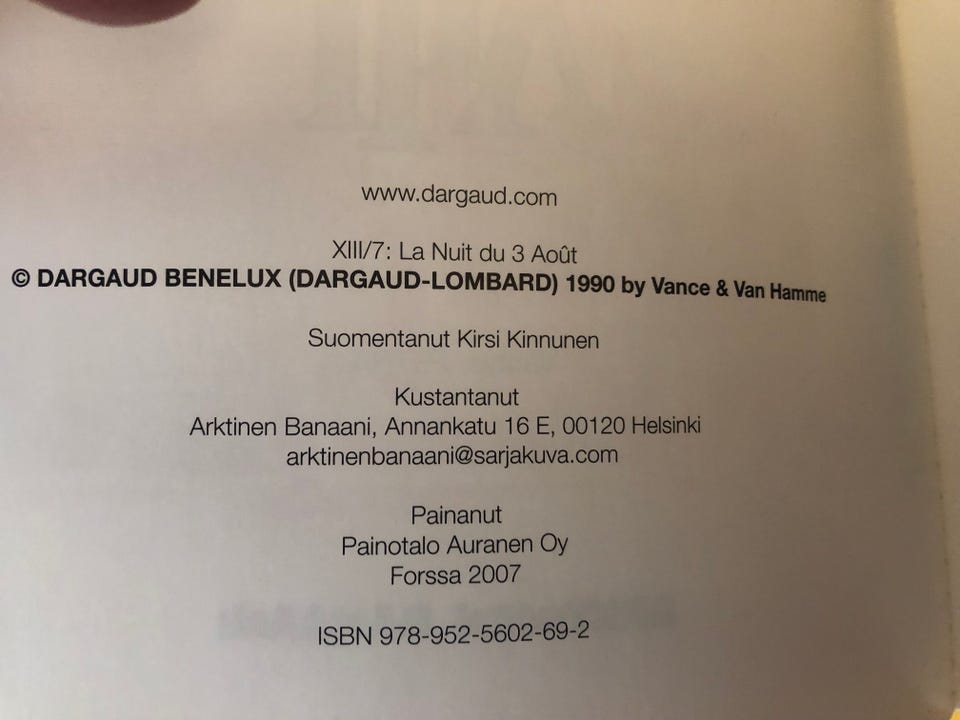 www.dargaud.com
XIII/7: La Nuit du 3 Août
© DARGAUD BENELUX (DARGAUD-LOMBARD) 1990 by Vance & Van Hamme
Suomentanut Kirsi Kinnunen
Kustantanut
Arktinen Banaani, Annankatu 16 E, 00120 Helsinki
arktinenbanaani@sarjakuva.com
Painanut
Painotalo Auranen Oy
Forssa 2007
ISBN 978-952-5602-69-2